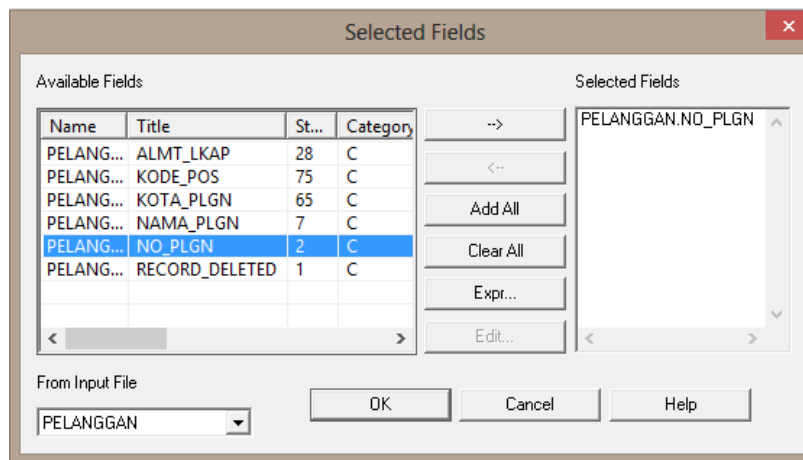 Selected Fields
Available Fields
Selected Fields
Name Title St... Category
PELANG... ALMT_LKAP 28 C
PELANG... KODE_POS 75 C
PELANG... KOTA_PLGN 65 C
PELANG... NAMA_PLGN 7 C
PELANG... NO_PLGN 2 C
PELANG... RECORD_DELETED 1 C
-->
<--
Add All
Clear All
Expr...
Edit...
PELANGGAN.NO_PLGN
From Input File
PELANGGAN
OK
Cancel
Help